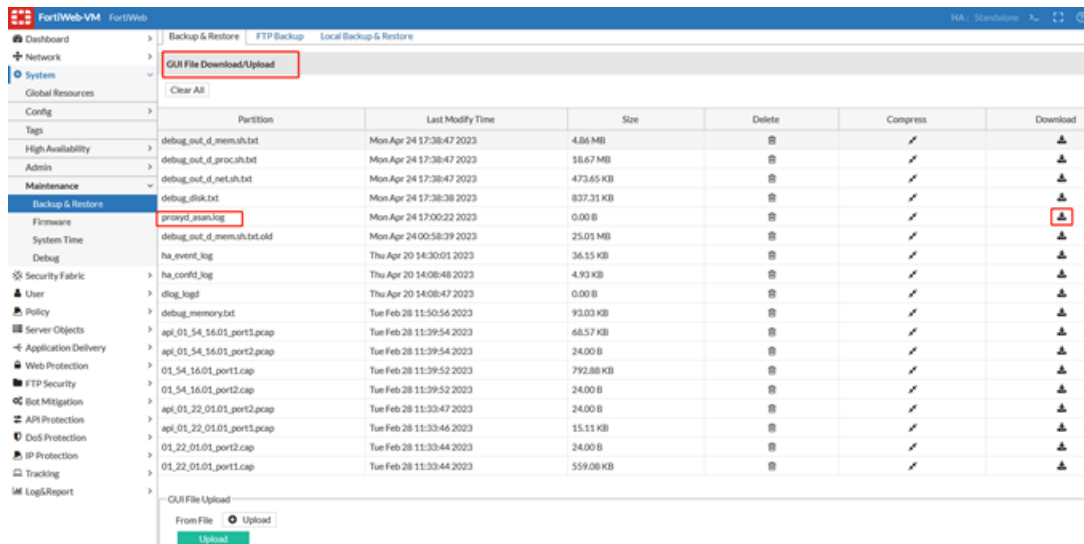 FortiWeb-VM FortiWeb
HA: Standalone
Dashboard
Network
System
Global Resources
Config
Tags
High Availability
Admin
Maintenance
Backup & Restore
Firmware
System Time
Debug
Security Fabric
User
Policy
Server Objects
Application Delivery
Web Protection
FTP Security
Bot Mitigation
API Protection
DoS Protection
IP Protection
Tracking
Log&Report
Backup & Restore FTP Backup Local Backup & Restore
GUI File Download/Upload
Clear All
Partition Last Modify Time Size Delete Compress Download
debug_out_d_mem.sh.txt Mon Apr 24 17:38:47 2023 4.86 MB
debug_out_d_proc.sh.txt Mon Apr 24 17:38:47 2023 18.67 MB
debug_out_d_net.sh.txt Mon Apr 24 17:38:47 2023 473.65 KB
debug_disk.txt Mon Apr 24 17:38:38 2023 837.31 KB
proxyd_asan.log Mon Apr 24 17:00:22 2023 0.00 B
debug_out_d_mem.sh.txt.old Mon Apr 24 00:58:39 2023 25.01 MB
ha_event_log Thu Apr 20 14:30:01 2023 36.15 KB
ha_confd_log Thu Apr 20 14:08:48 2023 4.93 KB
dlog_logd Thu Apr 20 14:08:47 2023 0.00 B
debug_memory.txt Tue Feb 28 11:50:56 2023 93.03 KB
api_01_54_16.01_port1.pcap Tue Feb 28 11:39:54 2023 68.57 KB
api_01_54_16.01_port2.pcap Tue Feb 28 11:39:54 2023 24.00 B
01_54_16.01_port1.cap Tue Feb 28 11:39:52 2023 792.88 KB
01_54_16.01_port2.cap Tue Feb 28 11:39:52 2023 24.00 B
api_01_22_01.01_port2.pcap Tue Feb 28 11:33:47 2023 24.00 B
api_01_22_01.01_port1.pcap Tue Feb 28 11:33:46 2023 15.11 KB
01_22_01.01_port2.cap Tue Feb 28 11:33:44 2023 24.00 B
01_22_01.01_port1.cap Tue Feb 28 11:33:44 2023 559.08 KB
GUI File Upload
From File Upload
Upload